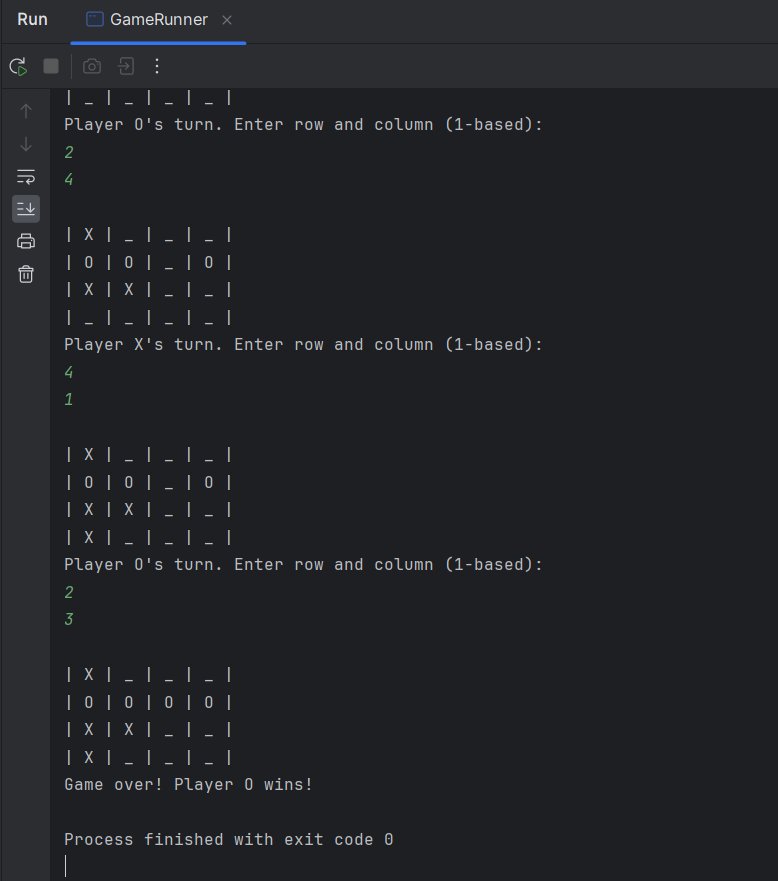 Run GameRunner
| _ | _ | _ | _ |
Player O's turn. Enter row and column (1-based):
2
4
| X | _ | _ | _ |
| O | O | _ | O |
| X | X | _ | _ |
| _ | _ | _ | _ |
Player X's turn. Enter row and column (1-based):
4
1
| X | _ | _ | _ |
| O | O | _ | O |
| X | X | _ | _ |
| X | _ | _ | _ |
Player O's turn. Enter row and column (1-based):
2
3
| X | _ | _ | _ |
| O | O | O | O |
| X | X | _ | _ |
| X | _ | _ | _ |
Game over! Player O wins!
Process finished with exit code 0